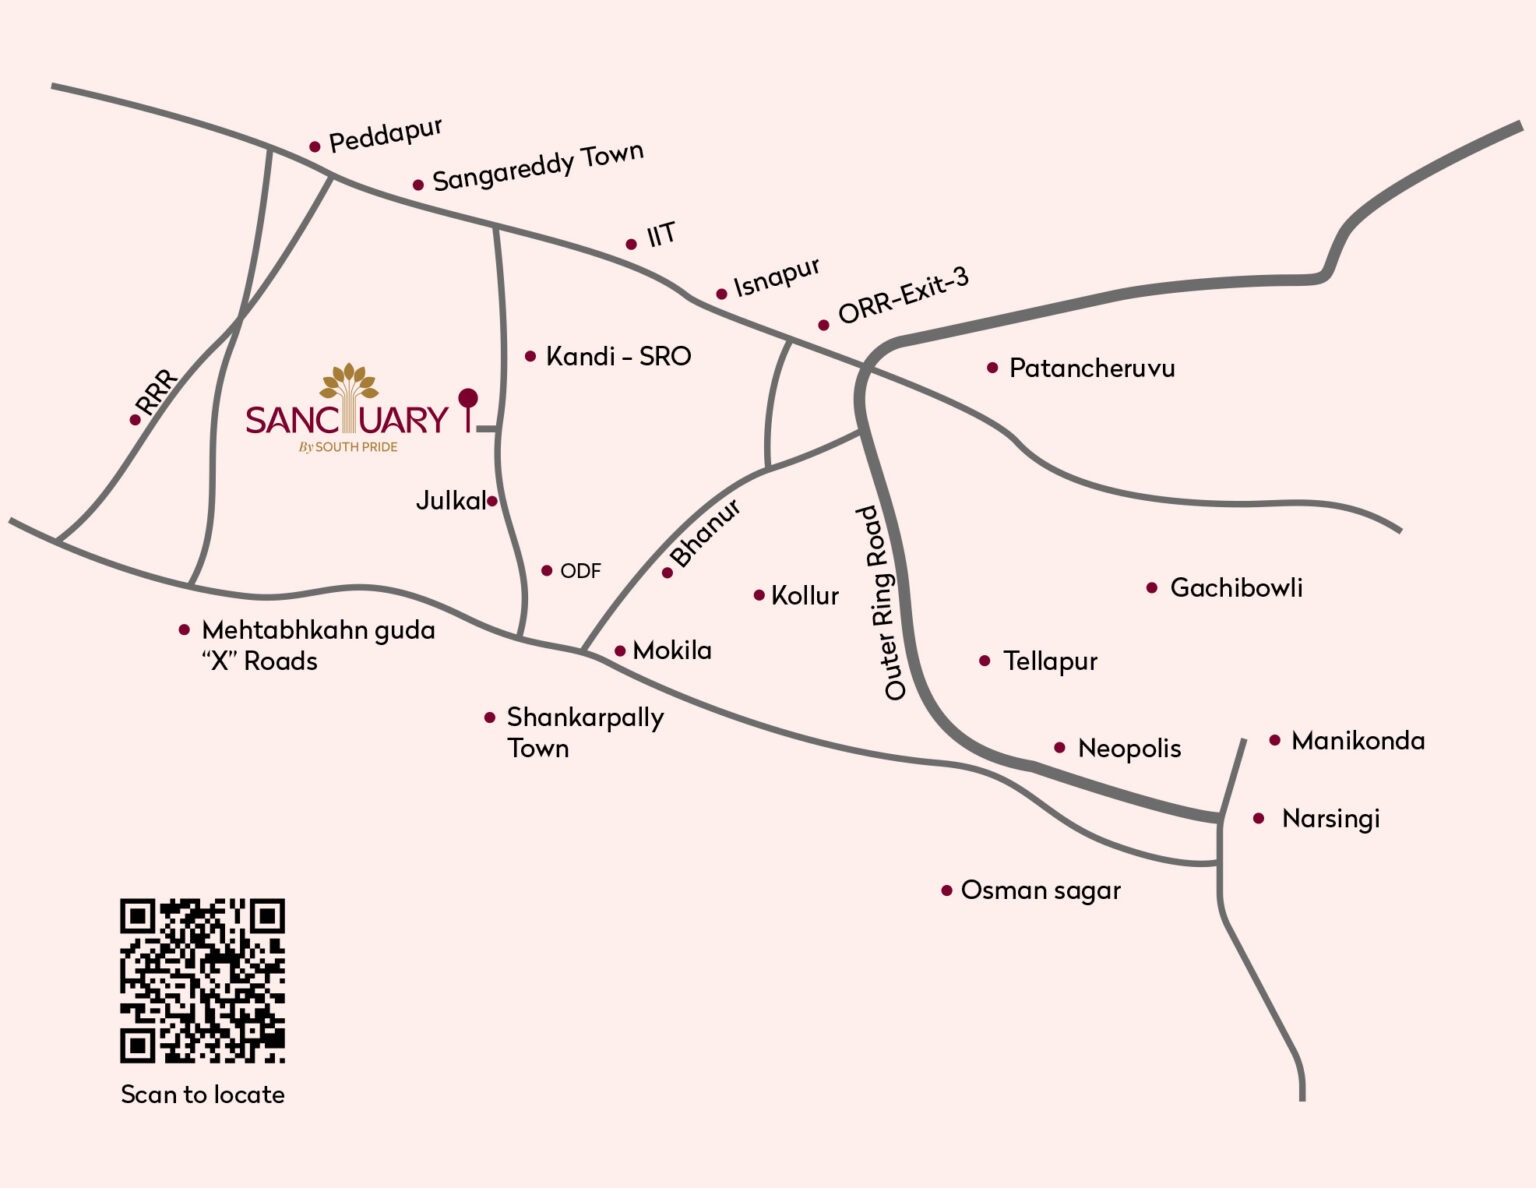 Peddapur
Sangareddy Town
IIT
Isnapur
ORR-Exit-3
Kandi - SRO
Patancheruvu
RRR
SANCTUARY
By SOUTH PRIDE
Julkal
Bhanur
ODF
Kollur
Outer Ring Road
Gachibowli
Mehtabhkahn guda
“X” Roads
Mokila
Tellapur
Shankarpally
Town
Neopolis
Manikonda
Narsingi
Osman sagar
Scan to locate